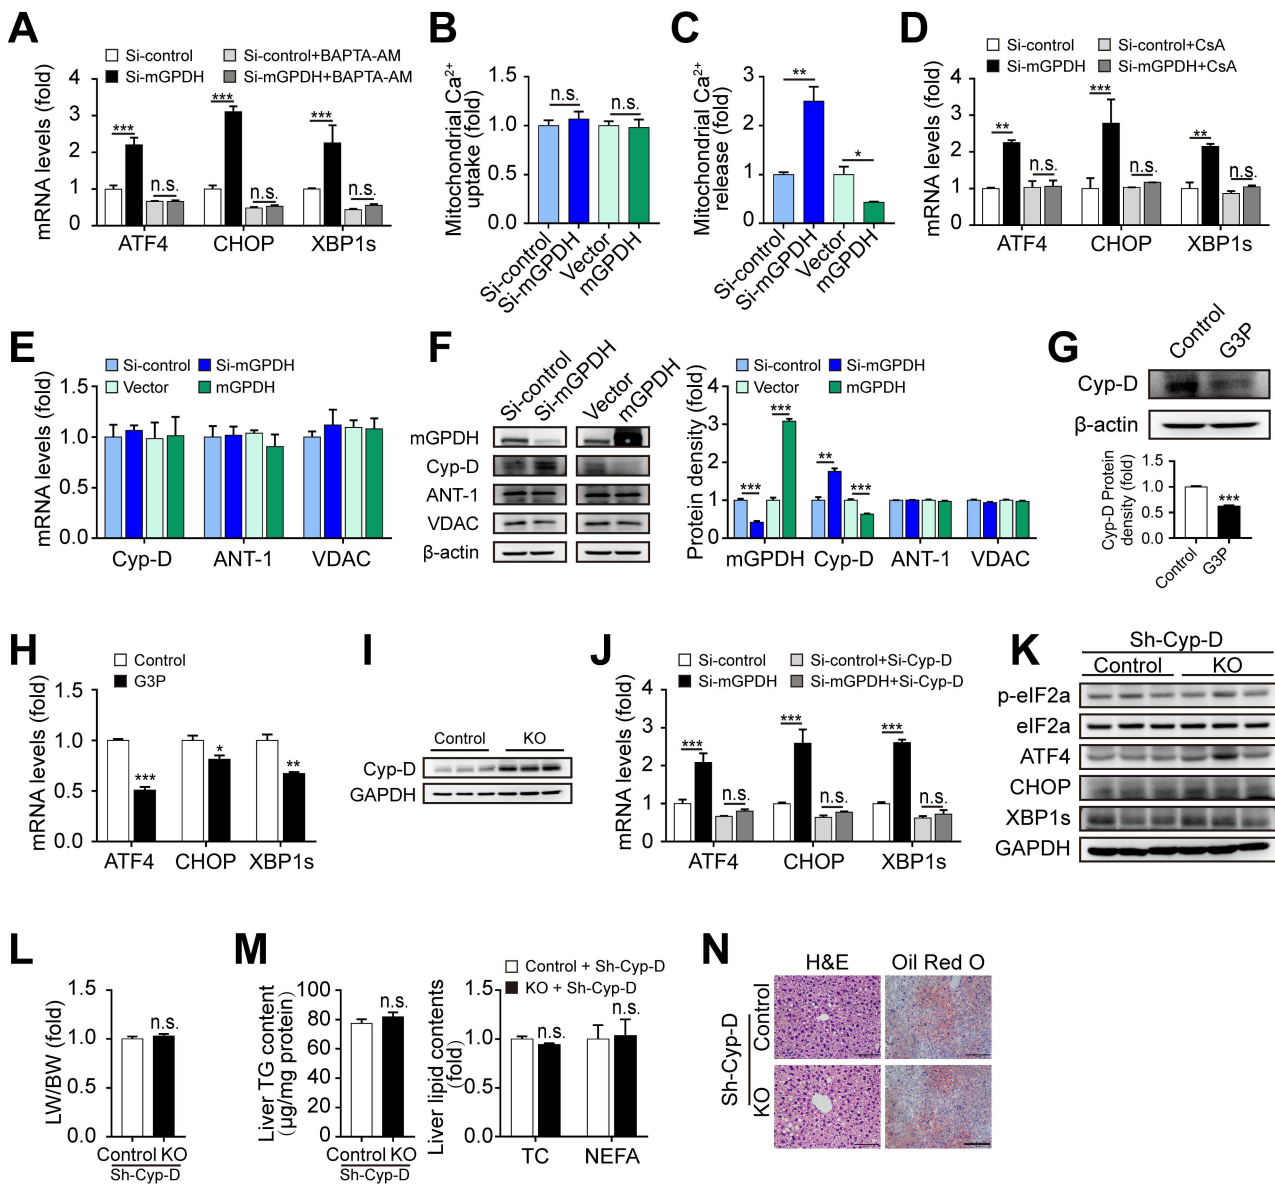 A
Si-control
Si-control+BAPTA-AM
Si-mGPDH
Si-mGPDH+BAPTA-AM
mRNA levels (fold)
4
3
2
1
0
***
n.s.
***
n.s.
***
n.s.
ATF4
CHOP
XBP1s
B
Mitochondrial Ca²⁺
uptake (fold)
1.5
1.0
0.5
0.0
n.s.
n.s.
Si-control
Si-mGPDH
Vector
mGPDH
C
Mitochondrial Ca²⁺
release (fold)
3
2
1
0
**
*
Si-control
Si-mGPDH
Vector
mGPDH
D
Si-control
Si-control+CsA
Si-mGPDH
Si-mGPDH+CsA
mRNA levels (fold)
4
3
2
1
0
**
n.s.
***
n.s.
**
n.s.
ATF4
CHOP
XBP1s
E
Si-control
Si-mGPDH
Vector
mGPDH
mRNA levels (fold)
1.5
1.0
0.5
0.0
Cyp-D
ANT-1
VDAC
F
Si-control
Si-mGPDH
Vector
mGPDH
mGPDH
Cyp-D
ANT-1
VDAC
β-actin
Si-control
Si-mGPDH
Vector
mGPDH
Protein density (fold)
4
3
2
1
0
***
***
**
***
mGPDH
Cyp-D
ANT-1
VDAC
G
Control
G3P
Cyp-D
β-actin
Cyp-D Protein
density (fold)
1.5
1.0
0.5
0.0
***
Control
G3P
H
Control
G3P
mRNA levels (fold)
1.5
1.0
0.5
0.0
***
*
**
ATF4
CHOP
XBP1s
I
Control
KO
Cyp-D
GAPDH
J
Si-control
Si-control+Si-Cyp-D
Si-mGPDH
Si-mGPDH+Si-Cyp-D
mRNA levels (fold)
4
3
2
1
0
***
n.s.
***
n.s.
***
n.s.
ATF4
CHOP
XBP1s
K
Sh-Cyp-D
Control
KO
p-eIF2a
eIF2a
ATF4
CHOP
XBP1s
GAPDH
L
LW/BW (fold)
1.5
1.0
0.5
0.0
n.s.
Control KO
Sh-Cyp-D
M
Liver TG content
(μg/mg protein)
100
80
60
40
20
0
n.s.
Control KO
Sh-Cyp-D
Control + Sh-Cyp-D
KO + Sh-Cyp-D
Liver lipid contents
(fold)
1.5
1.0
0.5
0.0
n.s.
n.s.
TC
NEFA
N
H&E
Oil Red O
Sh-Cyp-D
Control
KO